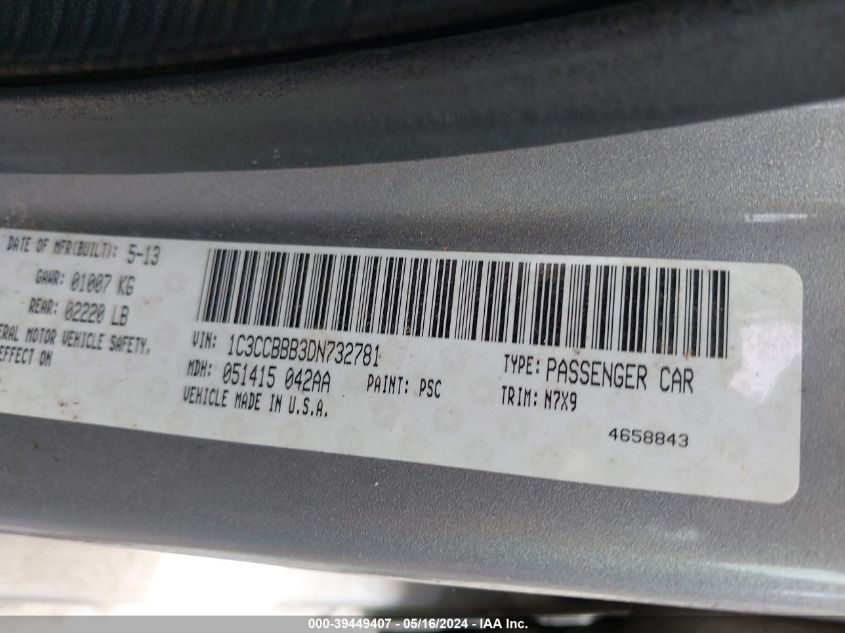 DATE OF MFR(BUILT): 5-13
GAWR: 01007 KG
REAR: 02220 LB
ERAL MOTOR VEHICLE SAFETY,
EFFECT ON
VIN: 1C3CCBBB3DN732781
TYPE: PASSENGER CAR
MDH: 051415 042AA
PAINT: PSC
TRIM: N7X9
VEHICLE MADE IN U.S.A.
4658843
000-39449407 - 05/16/2024 - IAA Inc.